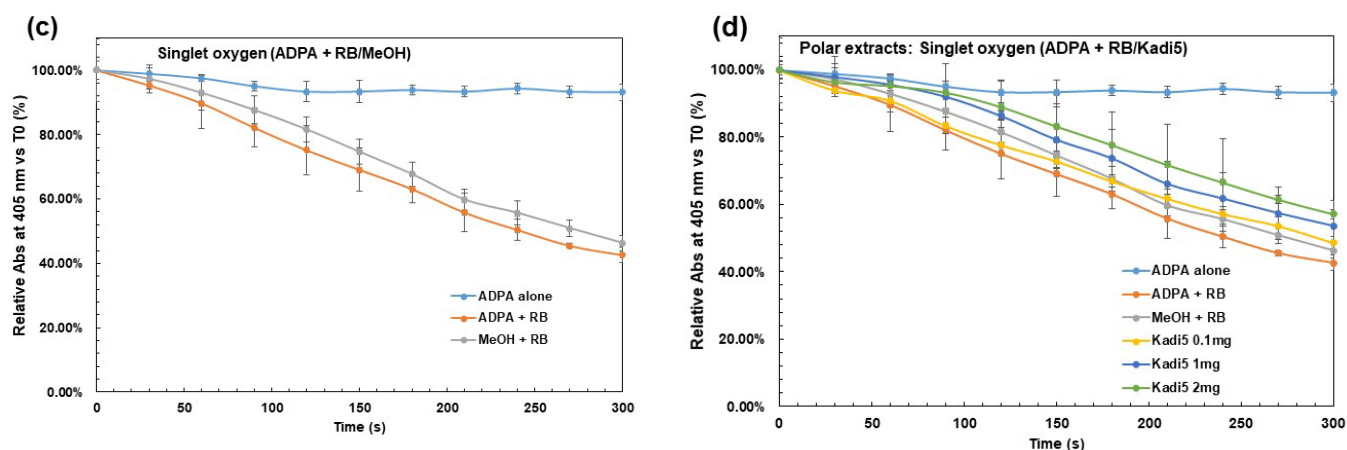 (c)
Singlet oxygen (ADPA + RB/MeOH)
100.00%
80.00%
60.00%
40.00%
20.00%
0.00%
Relative Abs at 405 nm vs T0 (%)
ADPA alone
ADPA + RB
MeOH + RB
0 50 100 150 200 250 300
Time (s)
(d)
Polar extracts: Singlet oxygen (ADPA + RB/Kadi5)
100.00%
80.00%
60.00%
40.00%
20.00%
0.00%
Relative Abs at 405 nm vs T0 (%)
ADPA alone
ADPA + RB
MeOH + RB
Kadi5 0.1mg
Kadi5 1mg
Kadi5 2mg
0 50 100 150 200 250 300
Time (s)